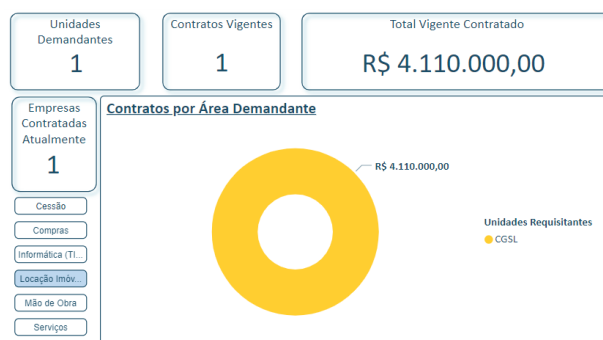 Unidades
Demandantes
1
Contratos Vigentes
1
Total Vigente Contratado
R$ 4.110.000,00
Empresas
Contratadas
Atualmente
1
Contratos por Área Demandante
R$ 4.110.000,00
Unidades Requisitantes
CGSL
Cessão
Compras
Informática (TI...
Locação Imóv...
Mão de Obra
Serviços